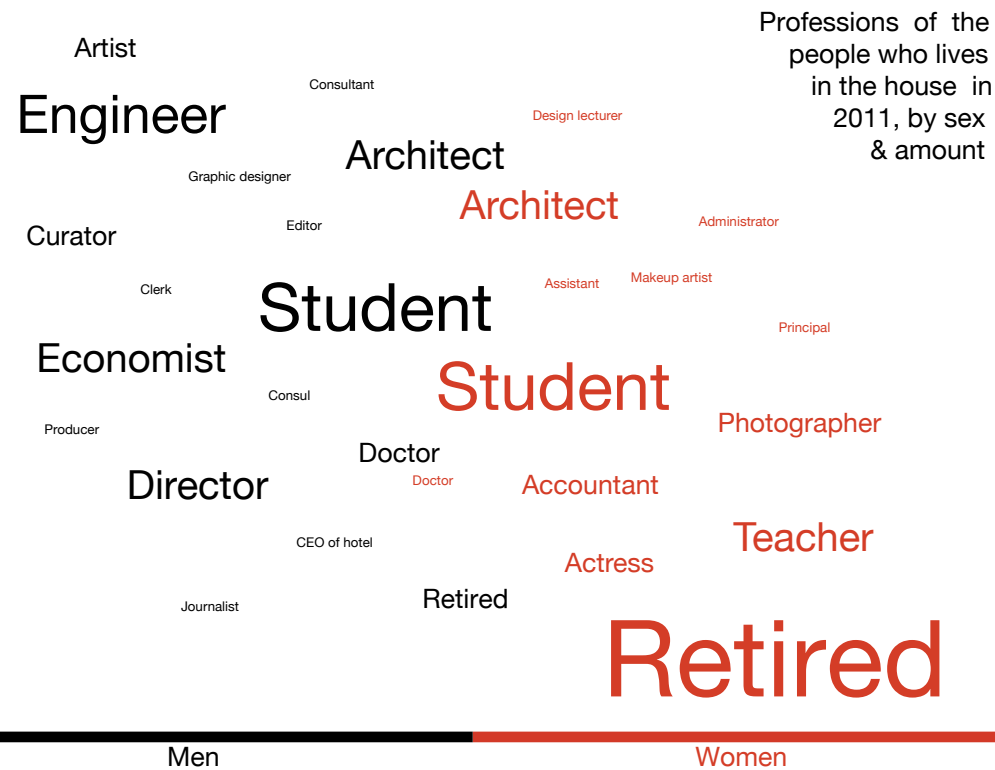 Professions of the
people who lives
in the house in
2011, by sex
& amount
Artist
Consultant
Engineer
Design lecturer
Architect
Graphic designer
Architect
Administrator
Editor
Curator
Makeup artist
Assistant
Clerk
Student
Principal
Economist
Student
Consul
Photographer
Producer
Doctor
Doctor
Director
Accountant
Teacher
CEO of hotel
Actress
Retired
Journalist
Retired
Men
Women